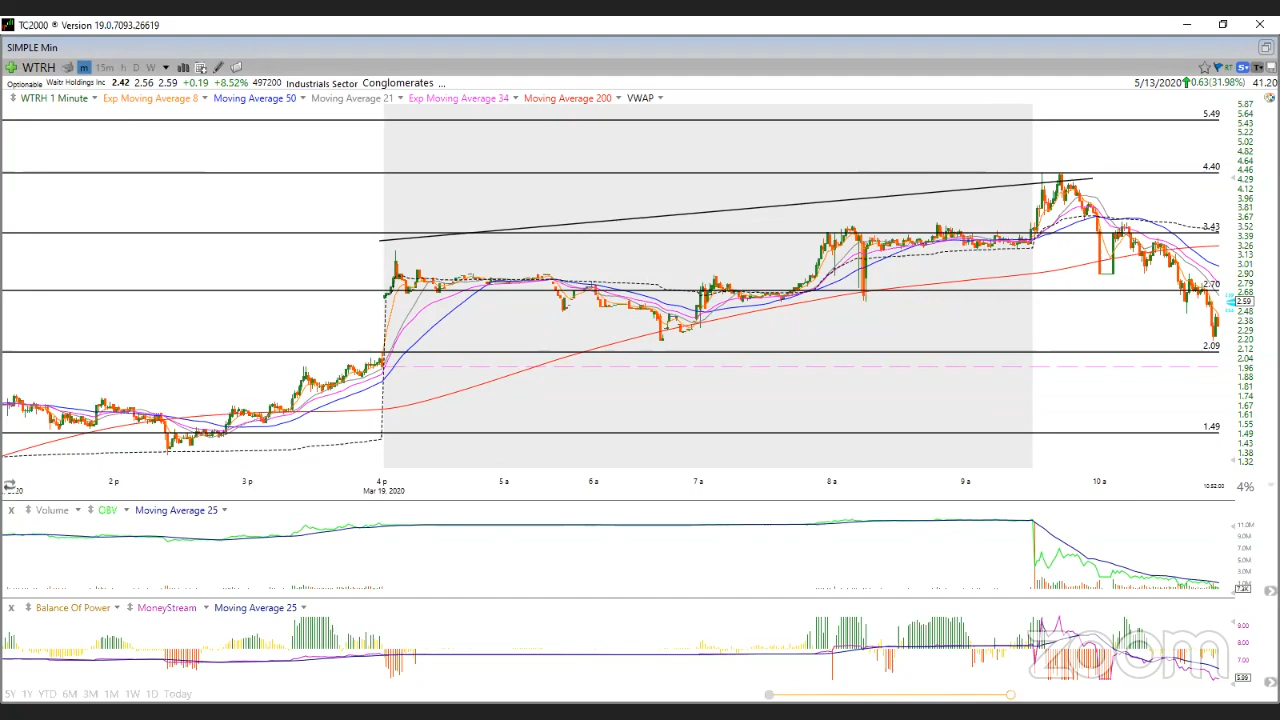 TC2000 ® Version 19.0.7093.26619
SIMPLE Min
WTRH m 15m h D W
Optionable Waitr Holdings Inc 2.42 2.56 2.59 +0.19 +8.52% 497200 Industrials Sector Conglomerates ... 5/13/2020 0.63(31.98%) 41.20
WTRH 1 Minute Exp Moving Average 8 Moving Average 50 Moving Average 21 Exp Moving Average 34 Moving Average 200 VWAP
5.87
5.64
5.49
5.43
5.22
5.02
4.82
4.64
4.40
4.46
4.29
4.12
3.96
3.81
3.67
3.43
3.52
3.39
3.26
3.13
3.01
2.90
2.79
2.70
2.68
2.59
2.48
2.38
2.29
2.20
2.09
2.12
2.04
1.96
1.88
1.81
1.74
1.67
1.61
1.55
1.49
1.49
1.43
1.38
1.32
2 p 3 p 4 p 5 a 6 a 7 a 8 a 9 a 10 a 10:52:00 4%
Mar 19, 2020
X Volume OBV Moving Average 25
11.0M
9.0M
7.0M
5.0M
3.0M
1.0M
X Balance Of Power MoneyStream Moving Average 25
9.00
8.00
7.00
5.99
zoom
5Y 1Y YTD 6M 3M 1M 1W 1D Today